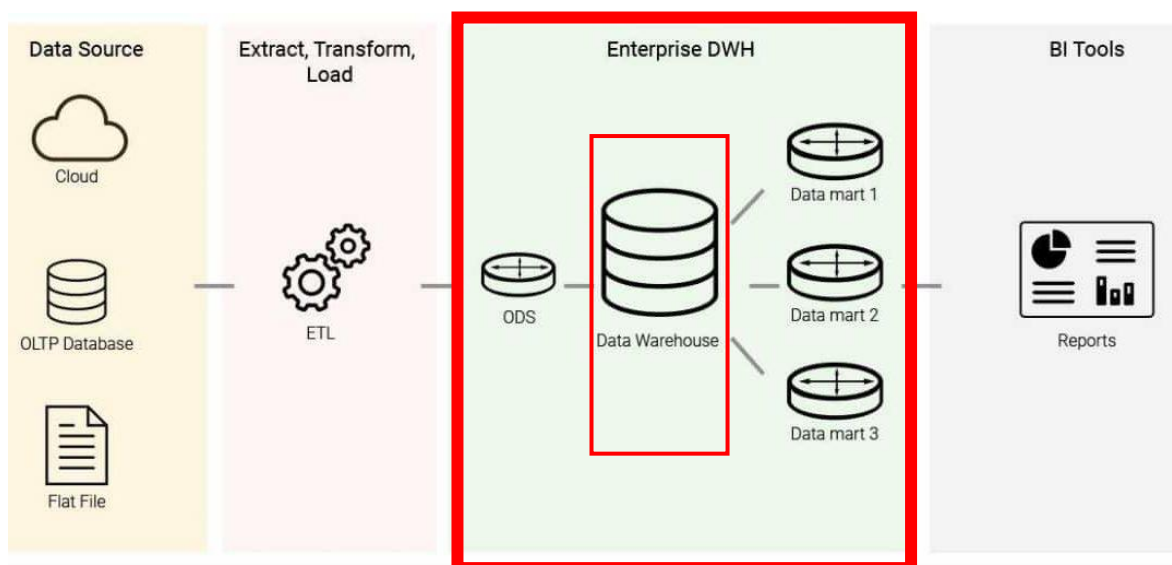 Data Source
Cloud
OLTP Database
Flat File
Extract, Transform,
Load
ETL
Enterprise DWH
ODS
Data Warehouse
Data mart 1
Data mart 2
Data mart 3
BI Tools
Reports